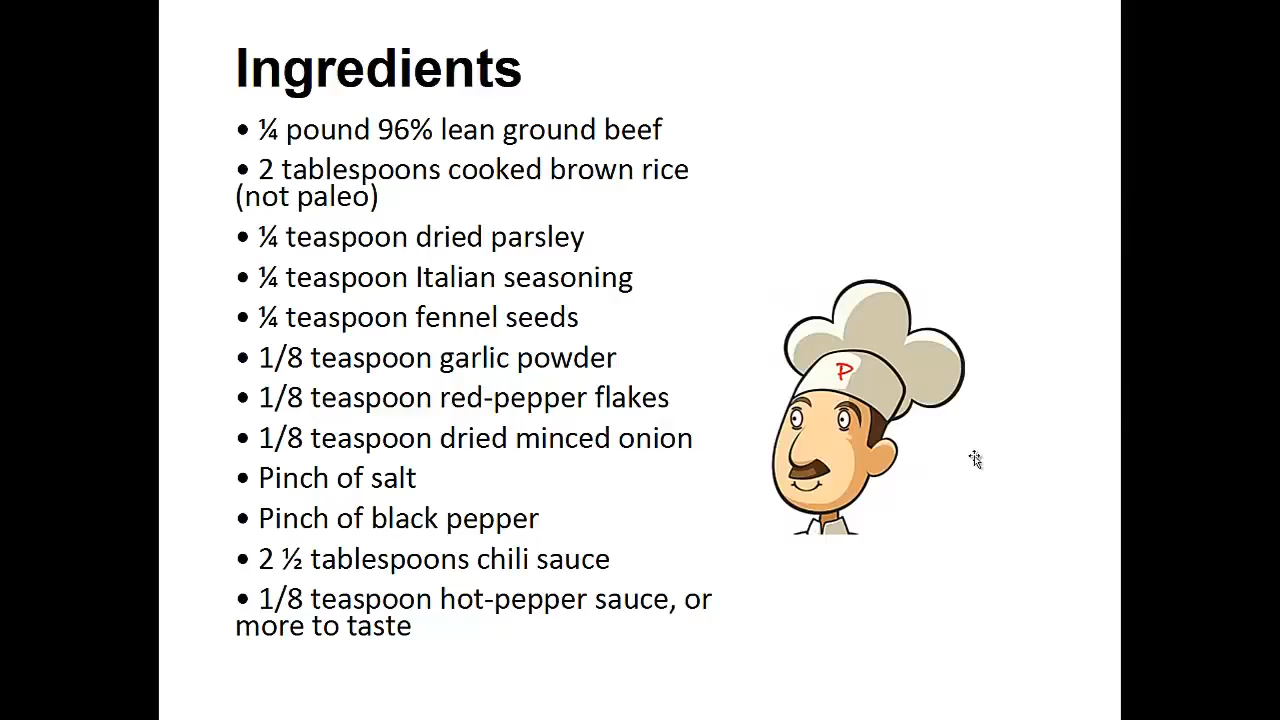 Ingredients
• ¼ pound 96% lean ground beef
• 2 tablespoons cooked brown rice
(not paleo)
• ¼ teaspoon dried parsley
• ¼ teaspoon Italian seasoning
• ¼ teaspoon fennel seeds
• 1/8 teaspoon garlic powder
• 1/8 teaspoon red-pepper flakes
• 1/8 teaspoon dried minced onion
• Pinch of salt
• Pinch of black pepper
• 2 ½ tablespoons chili sauce
• 1/8 teaspoon hot-pepper sauce, or
more to taste
P